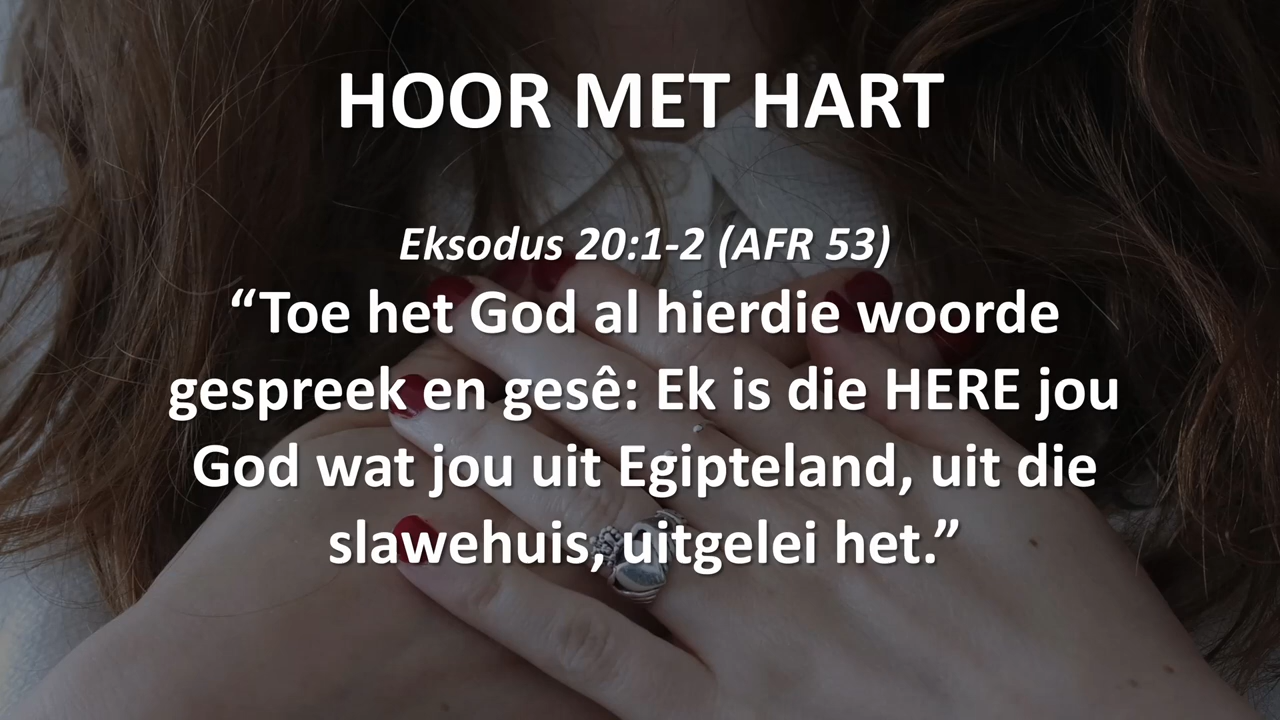 HOOR MET HART
Eksodus 20:1-2 (AFR 53)
“Toe het God al hierdie woorde
gespreek en gesê: Ek is die HERE jou
God wat jou uit Egipteland, uit die
slawehuis, uitgelei het.”